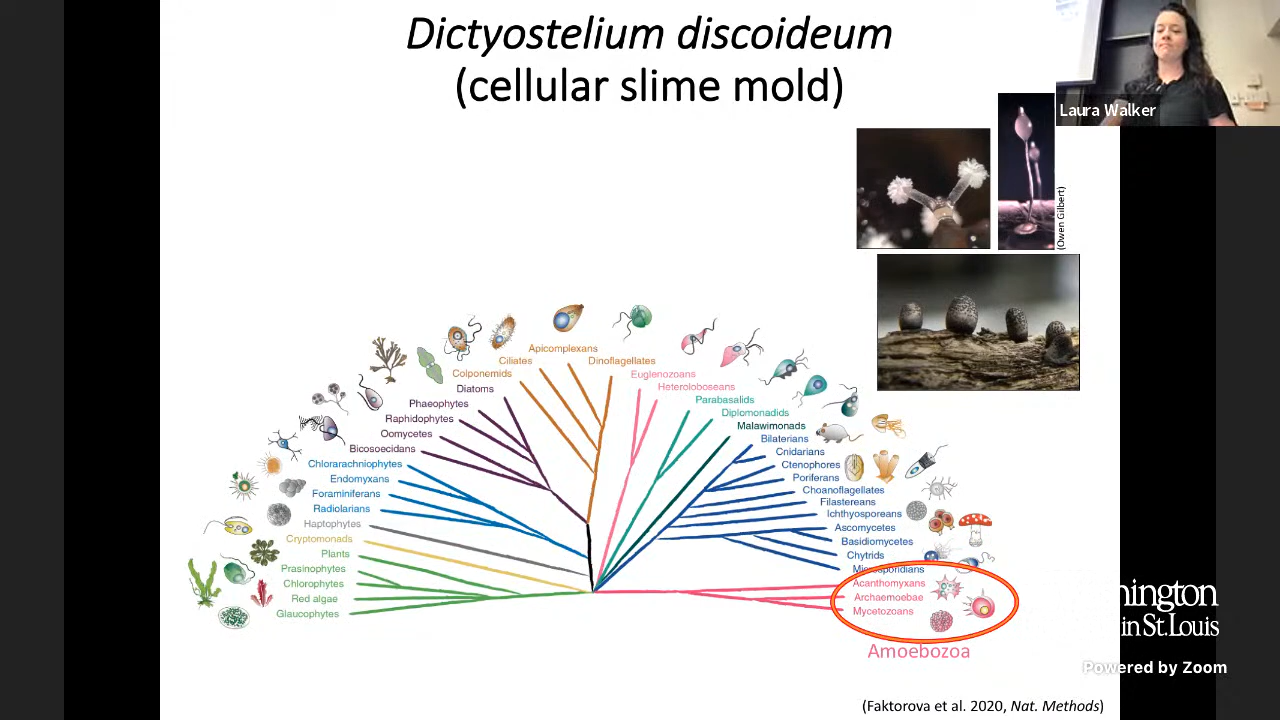 Dictyostelium discoideum
(cellular slime mold)
Laura Walker
(Owen Gilbert)
Apicomplexans
Ciliates
Dinoflagellates
Colponemids
Euglenozoans
Diatoms
Heteroloboseans
Phaeophytes
Parabasalids
Raphidophytes
Diplomonadids
Oomycetes
Malawimonads
Bicosoecidans
Bilaterians
Chlorarachniophytes
Cnidarians
Endomyxans
Ctenophores
Foraminiferans
Poriferans
Radiolarians
Choanoflagellates
Haptophytes
Filastereans
Cryptomonads
Ichthyosporeans
Plants
Ascomycetes
Prasinophytes
Basidiomycetes
Chlorophytes
Chytrids
Red algae
Microsporidians
Glaucophytes
Acanthomyxans
Archaemoebae
Mycetozoans
Amoebozoa
(Faktorova et al. 2020, Nat. Methods)
hington
in St. Louis
Powered by Zoom